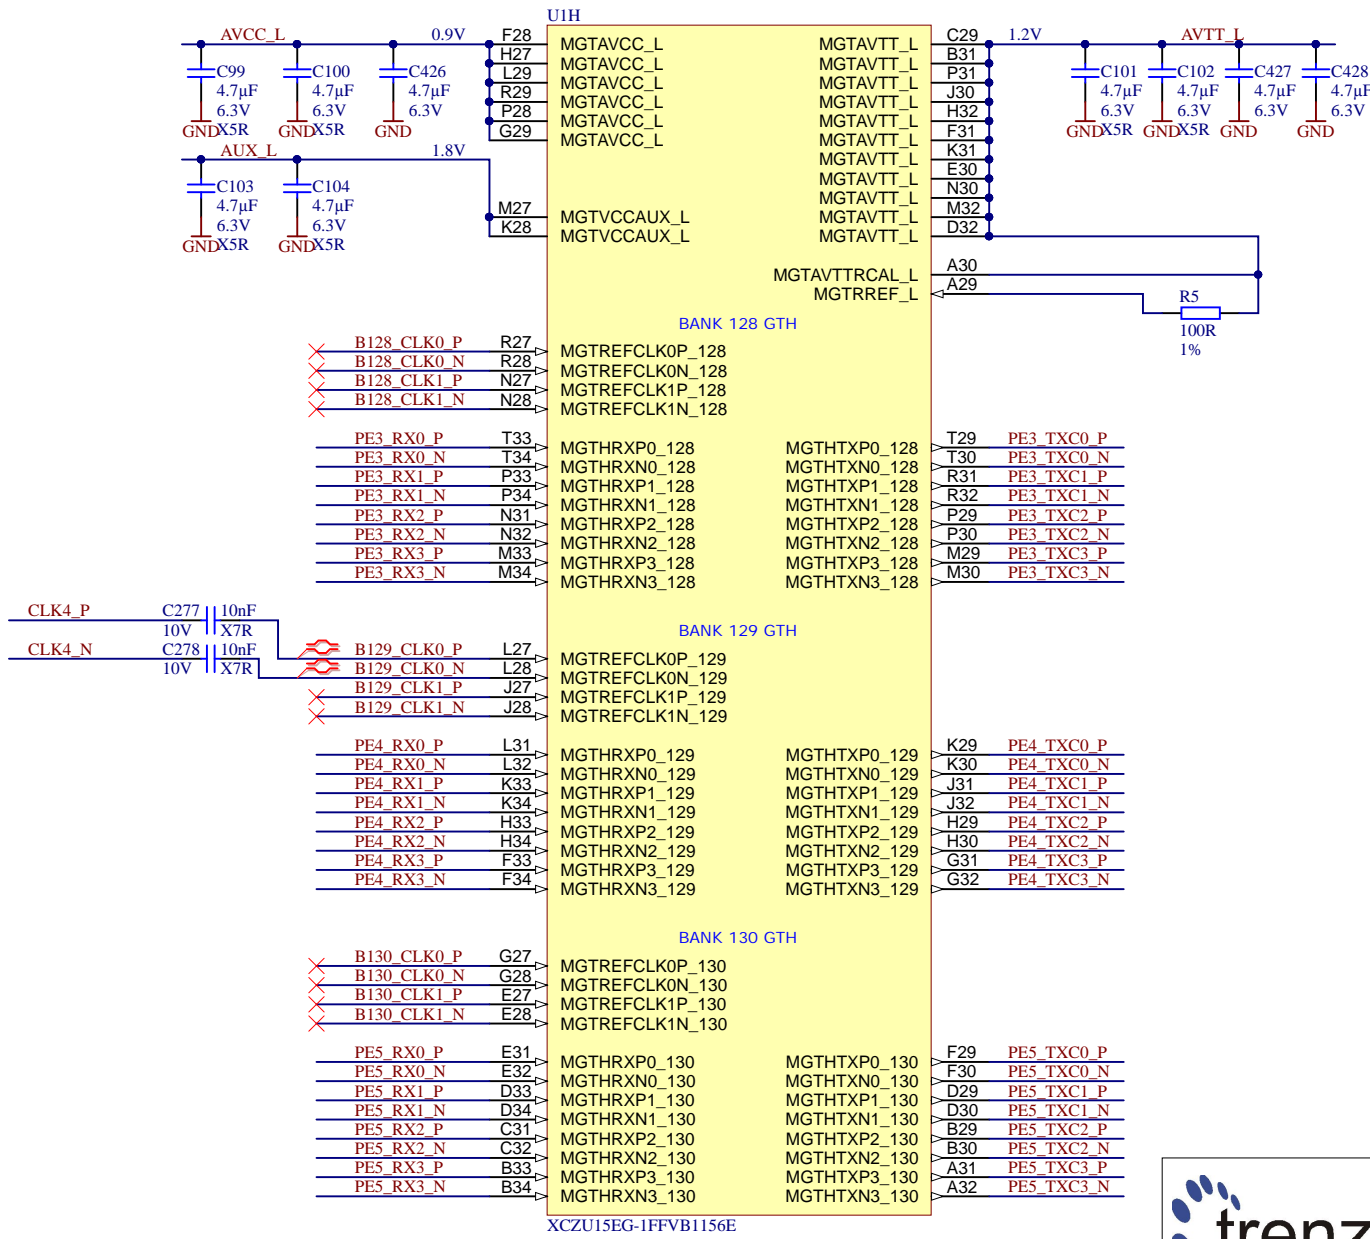 U1H
AVCC_L 0.9V F28 MGTAVCC_L MGTAVTT_L C29 1.2V AVTT_L
H27 MGTAVCC_L MGTAVTT_L B31
C99 C100 C426 L29 MGTAVCC_L MGTAVTT_L P31 C101 C102 C427 C428
4.7µF 4.7µF 4.7µF R29 MGTAVCC_L MGTAVTT_L J30 4.7µF 4.7µF 4.7µF 4.7µF
6.3V 6.3V 6.3V P28 MGTAVCC_L MGTAVTT_L H32 6.3V 6.3V 6.3V 6.3V
GND X5R GND X5R GND G29 MGTAVCC_L MGTAVTT_L F31 GND X5R GND X5R GND GND
AUX_L 1.8V MGTAVTT_L K31
C103 C104 MGTAVTT_L E30
4.7µF 4.7µF MGTAVTT_L N30
6.3V 6.3V M27 MGTVCCAUX_L MGTAVTT_L M32
GND X5R GND X5R K28 MGTVCCAUX_L MGTAVTT_L D32
MGTAVTTRCAL_L A30
MGTRREF_L A29
R5
100R
1%
BANK 128 GTH
B128_CLK0_P R27 MGTREFCLK0P_128
B128_CLK0_N R28 MGTREFCLK0N_128
B128_CLK1_P N27 MGTREFCLK1P_128
B128_CLK1_N N28 MGTREFCLK1N_128
PE3_RX0_P T33 MGTHRXP0_128 MGTHTXP0_128 T29 PE3_TXC0_P
PE3_RX0_N T34 MGTHRXN0_128 MGTHTXN0_128 T30 PE3_TXC0_N
PE3_RX1_P P33 MGTHRXP1_128 MGTHTXP1_128 R31 PE3_TXC1_P
PE3_RX1_N P34 MGTHRXN1_128 MGTHTXN1_128 R32 PE3_TXC1_N
PE3_RX2_P N31 MGTHRXP2_128 MGTHTXP2_128 P29 PE3_TXC2_P
PE3_RX2_N N32 MGTHRXN2_128 MGTHTXN2_128 P30 PE3_TXC2_N
PE3_RX3_P M33 MGTHRXP3_128 MGTHTXP3_128 M29 PE3_TXC3_P
PE3_RX3_N M34 MGTHRXN3_128 MGTHTXN3_128 M30 PE3_TXC3_N
CLK4_P C277 10nF
10V X7R
CLK4_N C278 10nF
10V X7R
BANK 129 GTH
B129_CLK0_P L27 MGTREFCLK0P_129
B129_CLK0_N L28 MGTREFCLK0N_129
B129_CLK1_P J27 MGTREFCLK1P_129
B129_CLK1_N J28 MGTREFCLK1N_129
PE4_RX0_P L31 MGTHRXP0_129 MGTHTXP0_129 K29 PE4_TXC0_P
PE4_RX0_N L32 MGTHRXN0_129 MGTHTXN0_129 K30 PE4_TXC0_N
PE4_RX1_P K33 MGTHRXP1_129 MGTHTXP1_129 J31 PE4_TXC1_P
PE4_RX1_N K34 MGTHRXN1_129 MGTHTXN1_129 J32 PE4_TXC1_N
PE4_RX2_P H33 MGTHRXP2_129 MGTHTXP2_129 H29 PE4_TXC2_P
PE4_RX2_N H34 MGTHRXN2_129 MGTHTXN2_129 H30 PE4_TXC2_N
PE4_RX3_P F33 MGTHRXP3_129 MGTHTXP3_129 G31 PE4_TXC3_P
PE4_RX3_N F34 MGTHRXN3_129 MGTHTXN3_129 G32 PE4_TXC3_N
BANK 130 GTH
B130_CLK0_P G27 MGTREFCLK0P_130
B130_CLK0_N G28 MGTREFCLK0N_130
B130_CLK1_P E27 MGTREFCLK1P_130
B130_CLK1_N E28 MGTREFCLK1N_130
PE5_RX0_P E31 MGTHRXP0_130 MGTHTXP0_130 F29 PE5_TXC0_P
PE5_RX0_N E32 MGTHRXN0_130 MGTHTXN0_130 F30 PE5_TXC0_N
PE5_RX1_P D33 MGTHRXP1_130 MGTHTXP1_130 D29 PE5_TXC1_P
PE5_RX1_N D34 MGTHRXN1_130 MGTHTXN1_130 D30 PE5_TXC1_N
PE5_RX2_P C31 MGTHRXP2_130 MGTHTXP2_130 B29 PE5_TXC2_P
PE5_RX2_N C32 MGTHRXN2_130 MGTHTXN2_130 B30 PE5_TXC2_N
PE5_RX3_P B33 MGTHRXP3_130 MGTHTXP3_130 A31 PE5_TXC3_P
PE5_RX3_N B34 MGTHRXN3_130 MGTHTXN3_130 A32 PE5_TXC3_N
XCZU15EG-1FFVB1156E
trenz